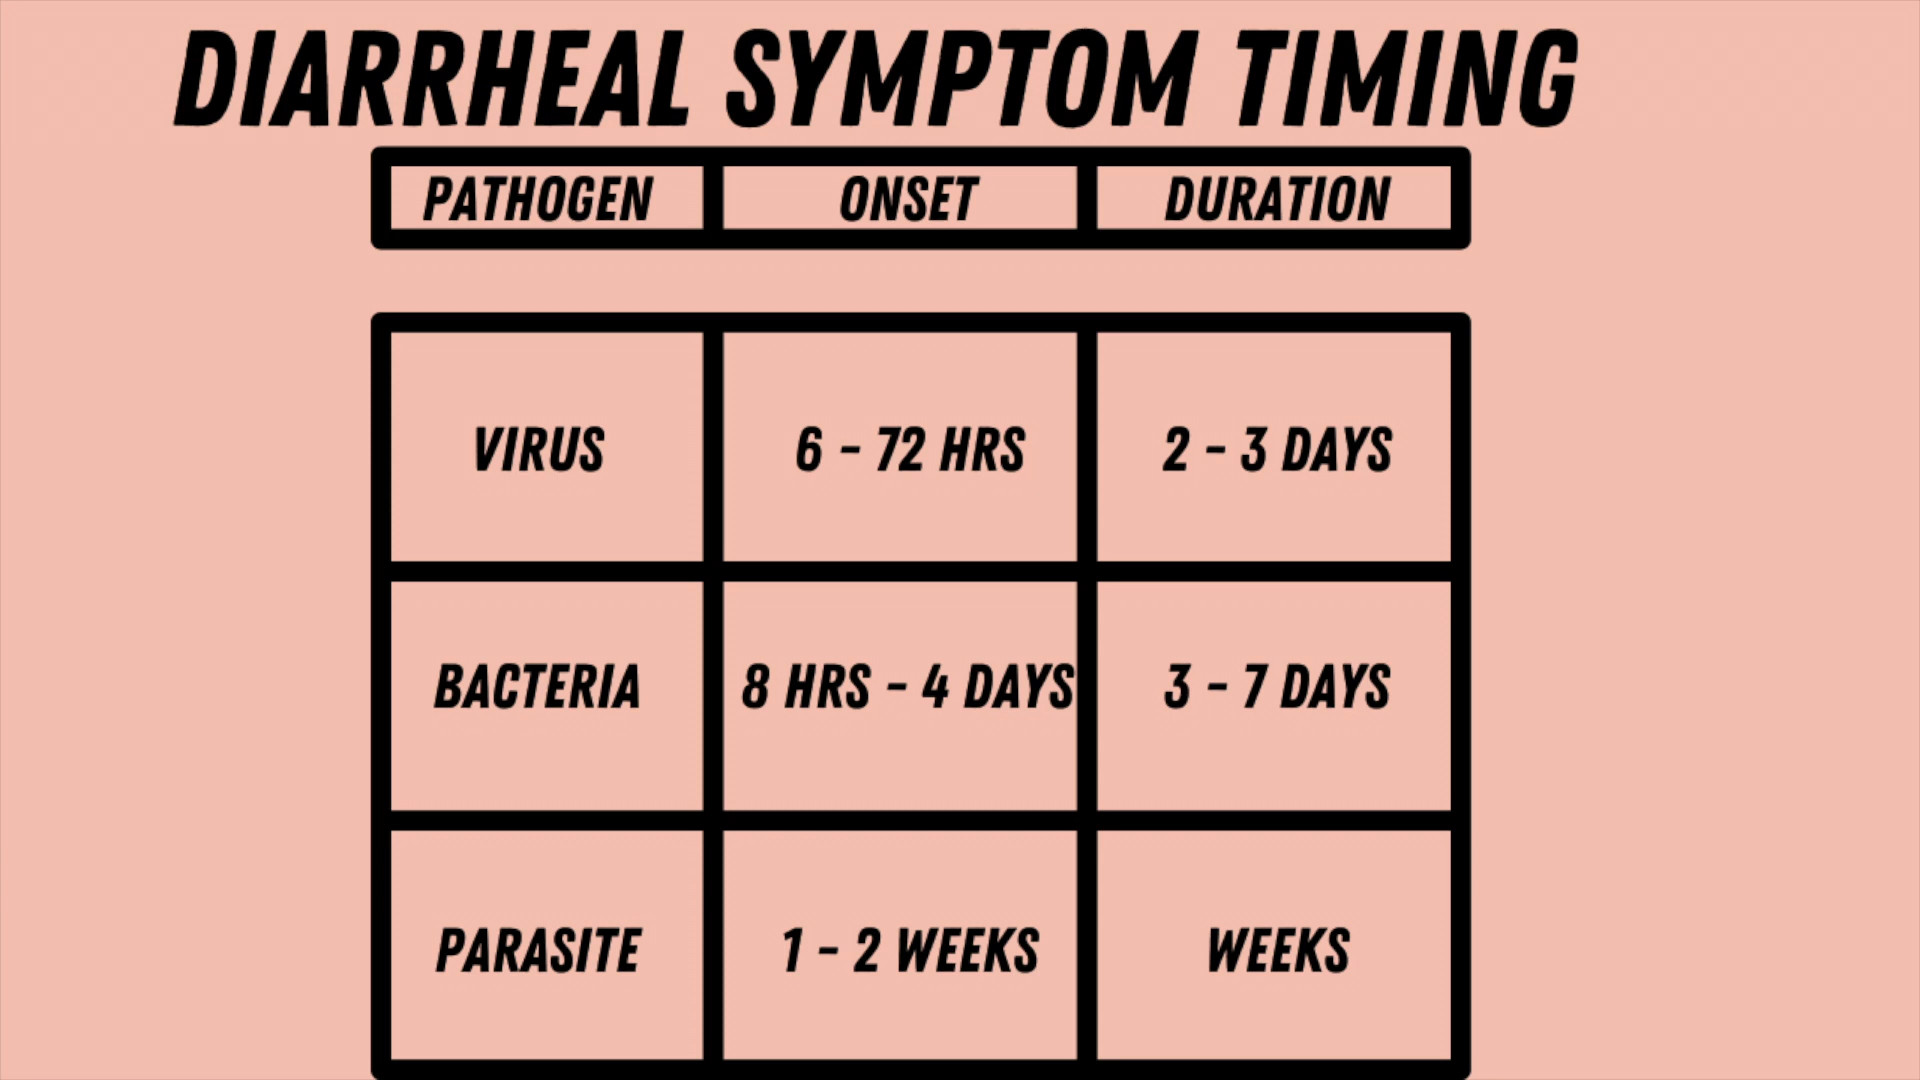 DIARRHEAL SYMPTOM TIMING
PATHOGEN ONSET DURATION
VIRUS 6 - 72 HRS 2 - 3 DAYS
BACTERIA 8 HRS - 4 DAYS 3 - 7 DAYS
PARASITE 1 - 2 WEEKS WEEKS